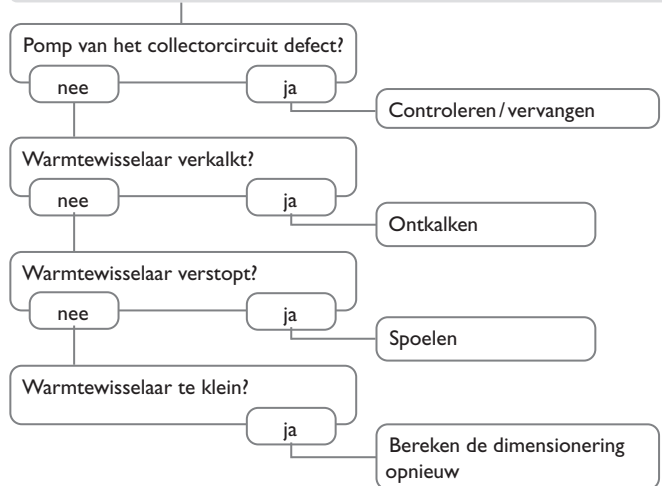 Pomp van het collectorcircuit defect?
nee
ja
Controleren / vervangen
Warmtewisselaar verkalkt?
nee
ja
Ontkalken
Warmtewisselaar verstopt?
nee
ja
Spoelen
Warmtewisselaar te klein?
ja
Bereken de dimensionering
opnieuw